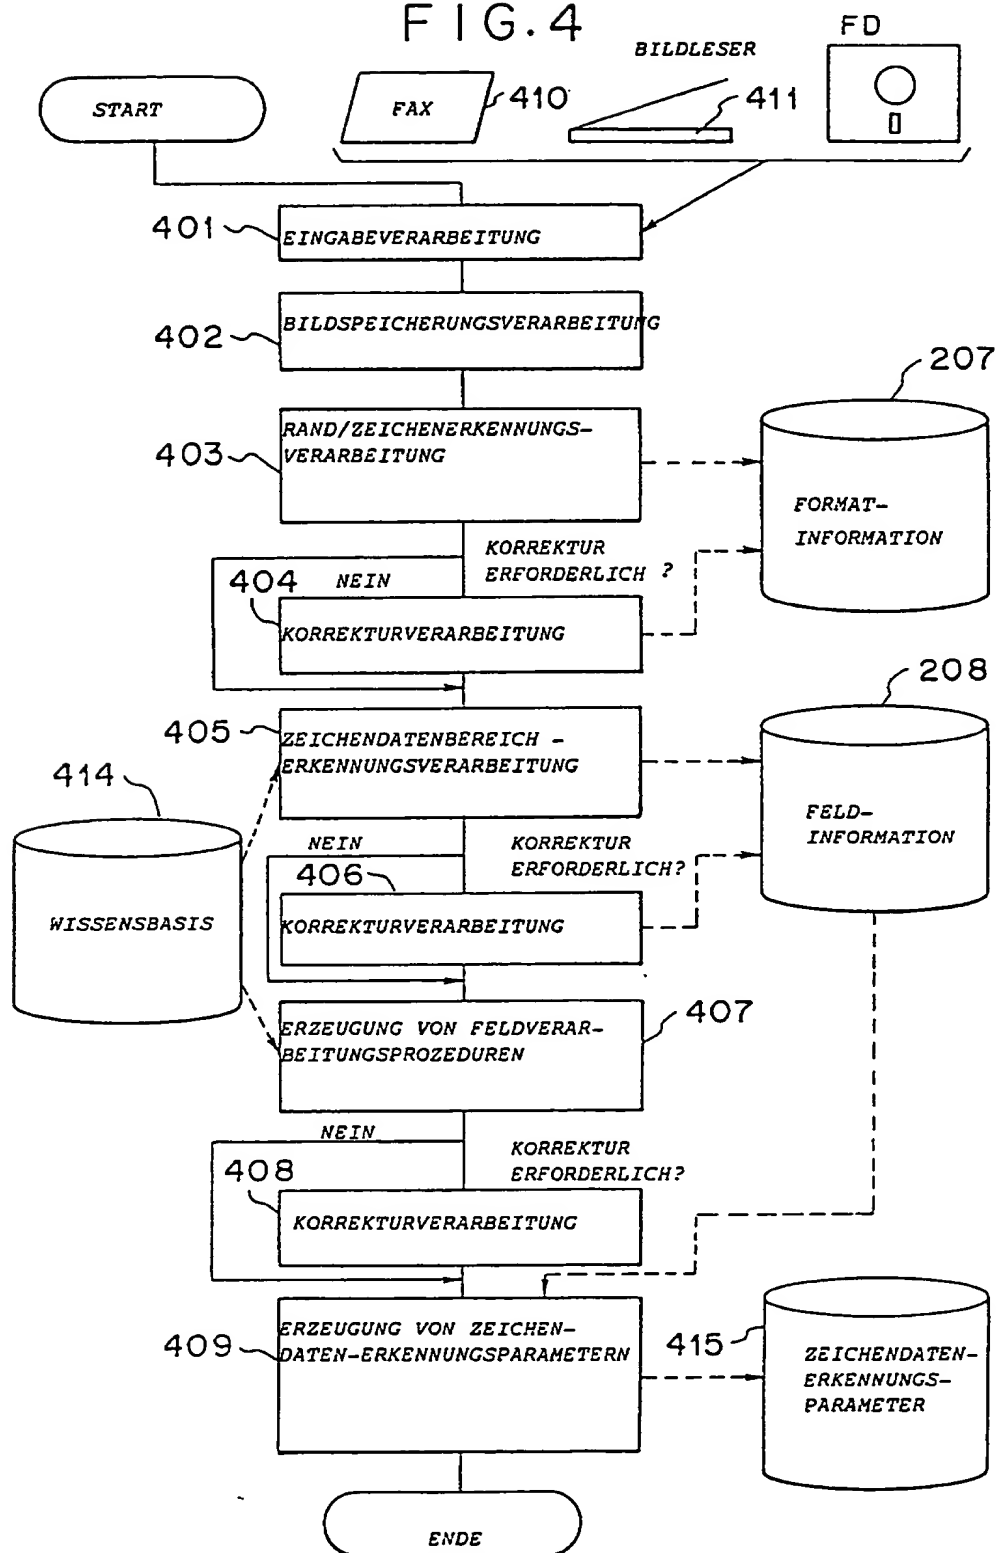 FIG.4
FD
BILDLESER
START
FAX
410
411
401
EINGABEVERARBEITUNG
402
BILDSPEICHERUNGSVERARBEITUNG
207
403
RAND/ZEICHENERKENNUNGS-
VERARBEITUNG
FORMAT-
INFORMATION
KORREKTUR
ERFORDERLICH ?
404
NEIN
KORREKTURVERARBEITUNG
208
405
ZEICHENDATENBEREICH -
ERKENNUNGSVERARBEITUNG
414
FELD-
INFORMATION
NEIN
KORREKTUR
ERFORDERLICH?
406
WISSENSBASIS
KORREKTURVERARBEITUNG
407
ERZEUGUNG VON FELDVERAR-
BEITUNGSPROZEDUREN
NEIN
KORREKTUR
ERFORDERLICH?
408
KORREKTURVERARBEITUNG
409
ERZEUGUNG VON ZEICHEN-
DATEN-ERKENNUNGSPARAMETERN
415
ZEICHENDATEN-
ERKENNUNGS-
PARAMETER
ENDE